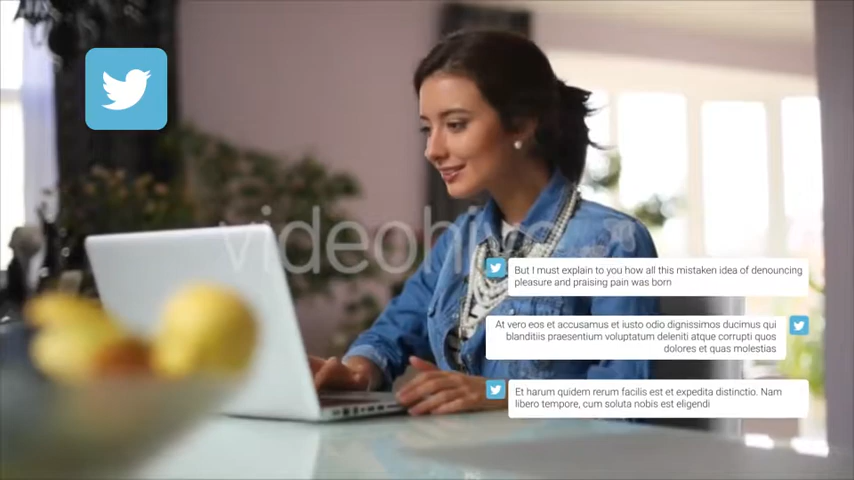 videohive
But I must explain to you how all this mistaken idea of denouncing
pleasure and praising pain was born
At vero eos et accusamus et iusto odio dignissimos ducimus qui
blanditiis praesentium voluptatum deleniti atque corrupti quos
dolores et quas molestias
Et harum quidem rerum facilis est et expedita distinctio. Nam
libero tempore, cum soluta nobis est eligendi